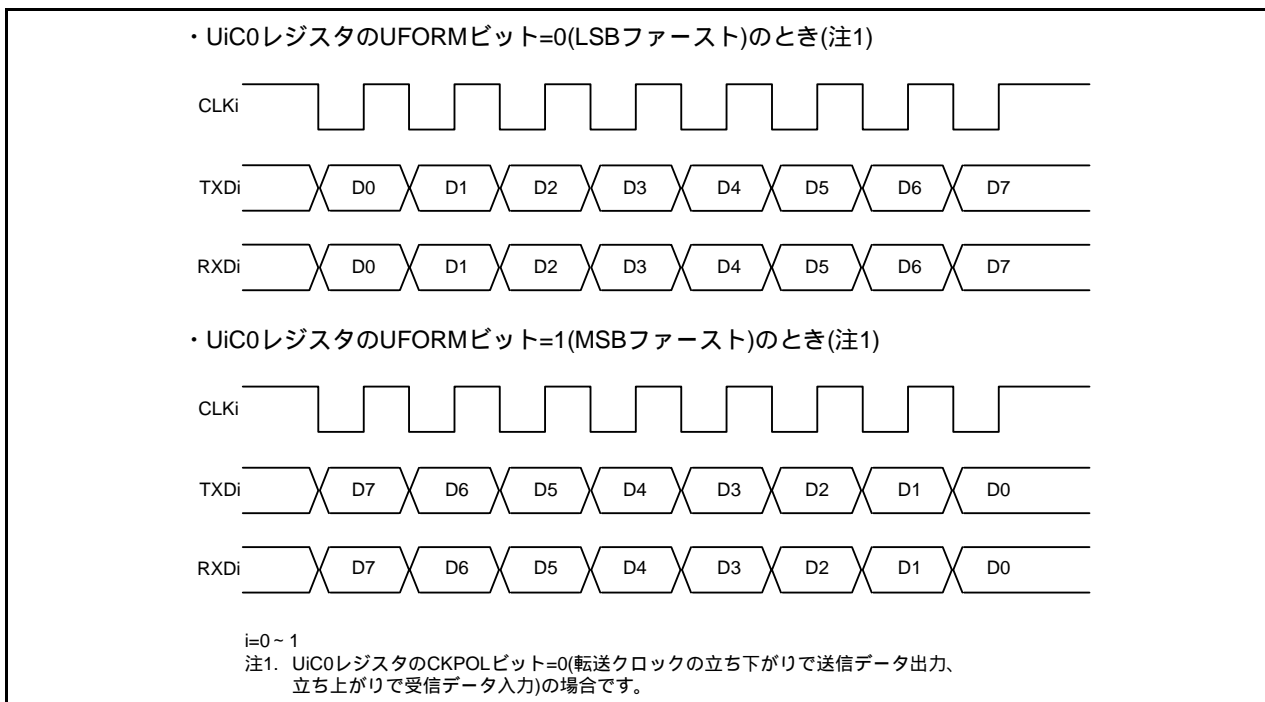 ・UiC0レジスタのUFORMビット=0(LSBファースト)のとき(注1)
CLKi
TXDi D0 D1 D2 D3 D4 D5 D6 D7
RXDi D0 D1 D2 D3 D4 D5 D6 D7
・UiC0レジスタのUFORMビット=1(MSBファースト)のとき(注1)
CLKi
TXDi D7 D6 D5 D4 D3 D2 D1 D0
RXDi D7 D6 D5 D4 D3 D2 D1 D0
i=0~1
注1. UiC0レジスタのCKPOLビット=0(転送クロックの立ち下がりで送信データ出力、
立ち上がりで受信データ入力)の場合です。